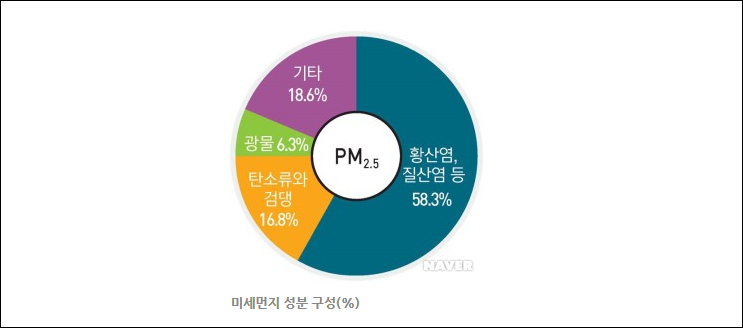 기타
18.6%
광물 6.3%
PM2.5
황산염,
질산염 등
58.3%
탄소류와
검댕
16.8%
NAVER
미세먼지 성분 구성(%)